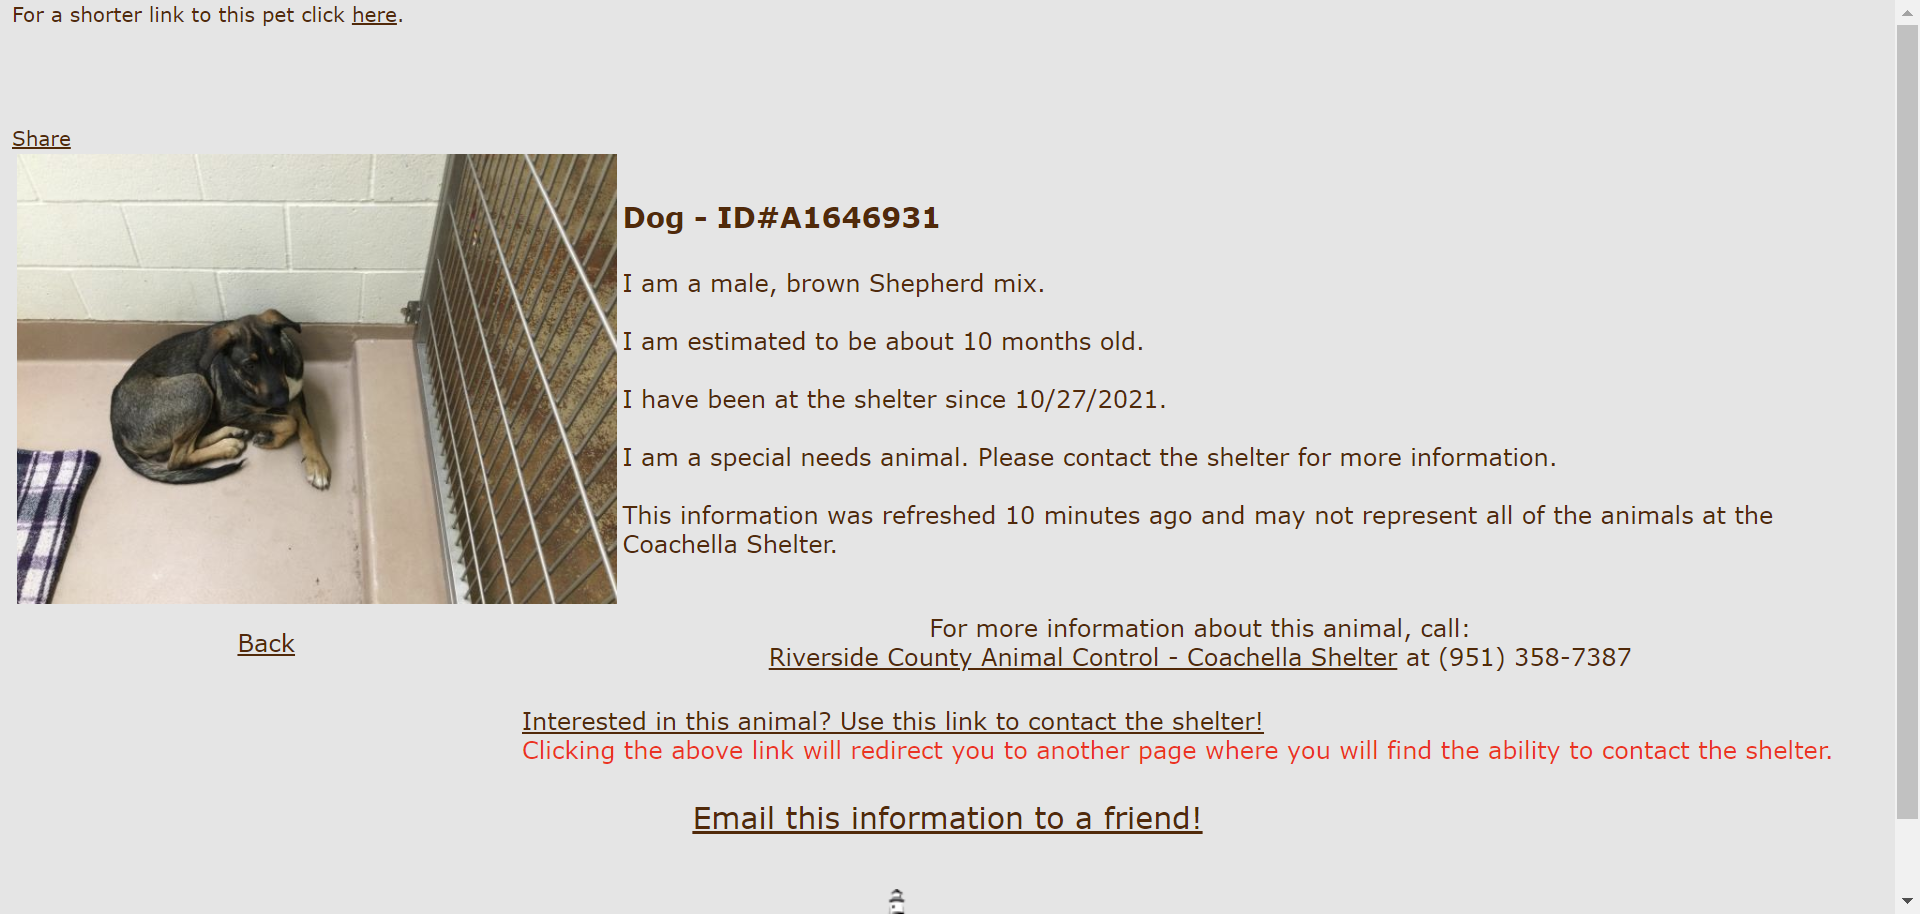 For a shorter link to this pet click here.
Share
Dog - ID#A1646931
I am a male, brown Shepherd mix.
I am estimated to be about 10 months old.
I have been at the shelter since 10/27/2021.
I am a special needs animal. Please contact the shelter for more information.
This information was refreshed 10 minutes ago and may not represent all of the animals at the
Coachella Shelter.
Back
For more information about this animal, call:
Riverside County Animal Control - Coachella Shelter at (951) 358-7387
Interested in this animal? Use this link to contact the shelter!
Clicking the above link will redirect you to another page where you will find the ability to contact the shelter.
Email this information to a friend!